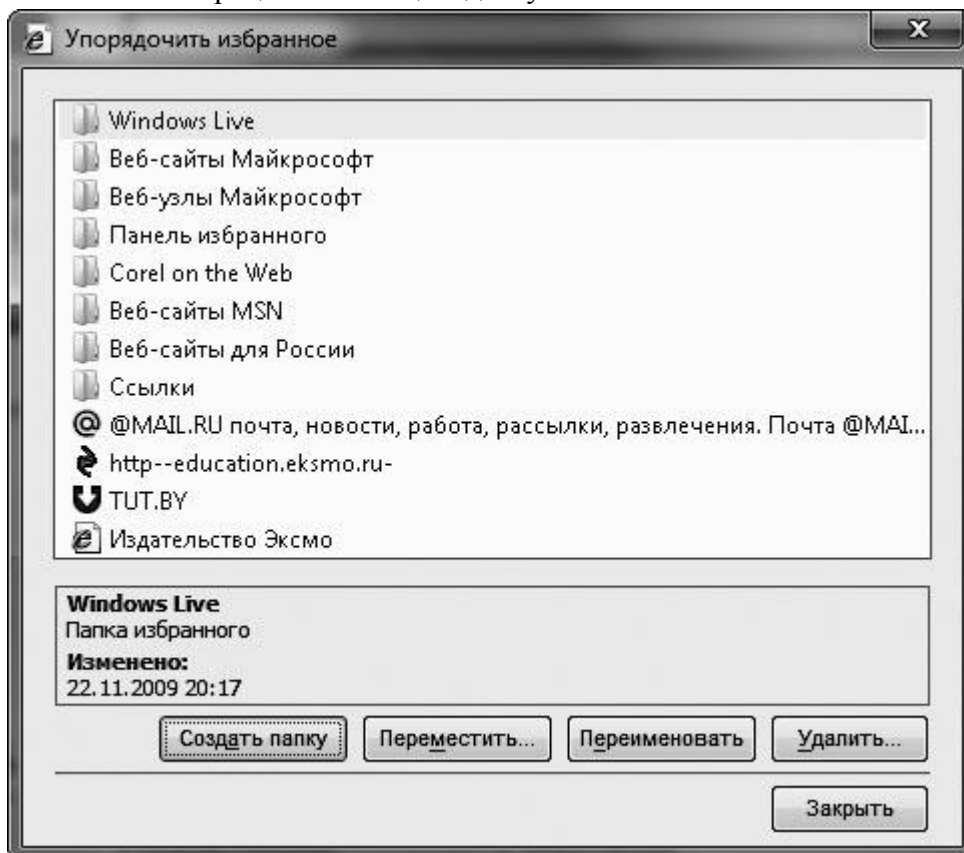 Упорядочить избранное
Windows Live
Веб-сайты Майкрософт
Веб-узлы Майкрософт
Панель избранного
Corel on the Web
Веб-сайты MSN
Веб-сайты для России
Ссылки
@MAIL.RU почта, новости, работа, рассылки, развлечения. Почта @MAI...
http--education.eksmo.ru-
TUT.BY
Издательство Эксмо
Windows Live
Папка избранного
Изменено:
22.11.2009 20:17
Создать папку Переместить... Переименовать Удалить...
Закрыть